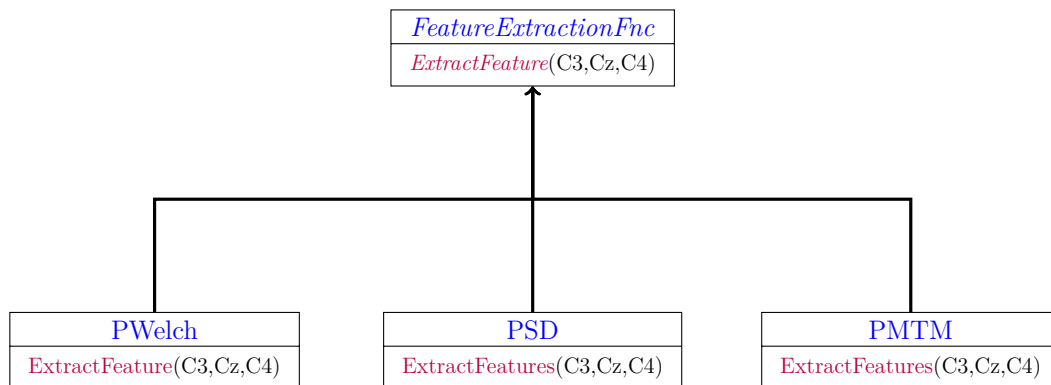 FeatureExtractionFnc
ExtractFeature(C3,Cz,C4)
PWelch
ExtractFeature(C3,Cz,C4)
PSD
ExtractFeatures(C3,Cz,C4)
PMTM
ExtractFeatures(C3,Cz,C4)